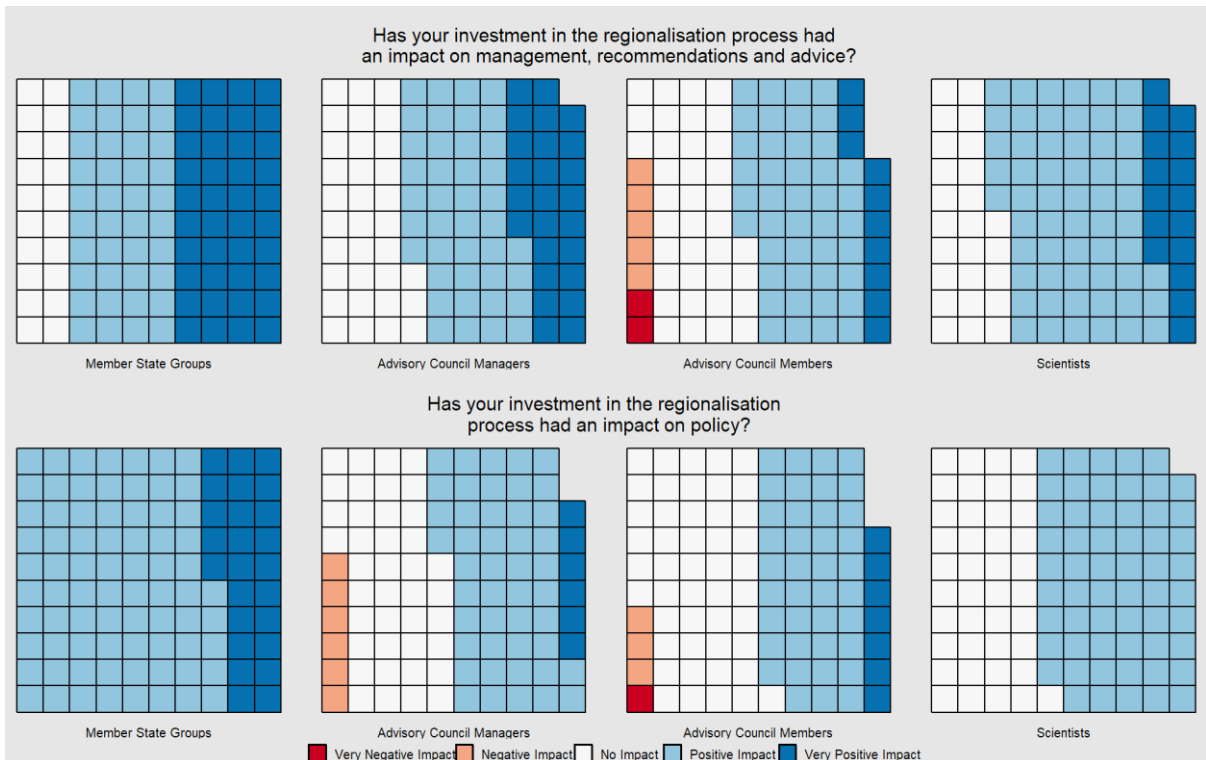 Has your investment in the regionalisation process had
an impact on management, recommendations and advice?
Member State Groups
Advisory Council Managers
Advisory Council Members
Scientists
Has your investment in the regionalisation
process had an impact on policy?
Member State Groups
Advisory Council Managers
Advisory Council Members
Scientists
Very Negative Impact
Negative Impact
No Impact
Positive Impact
Very Positive Impact